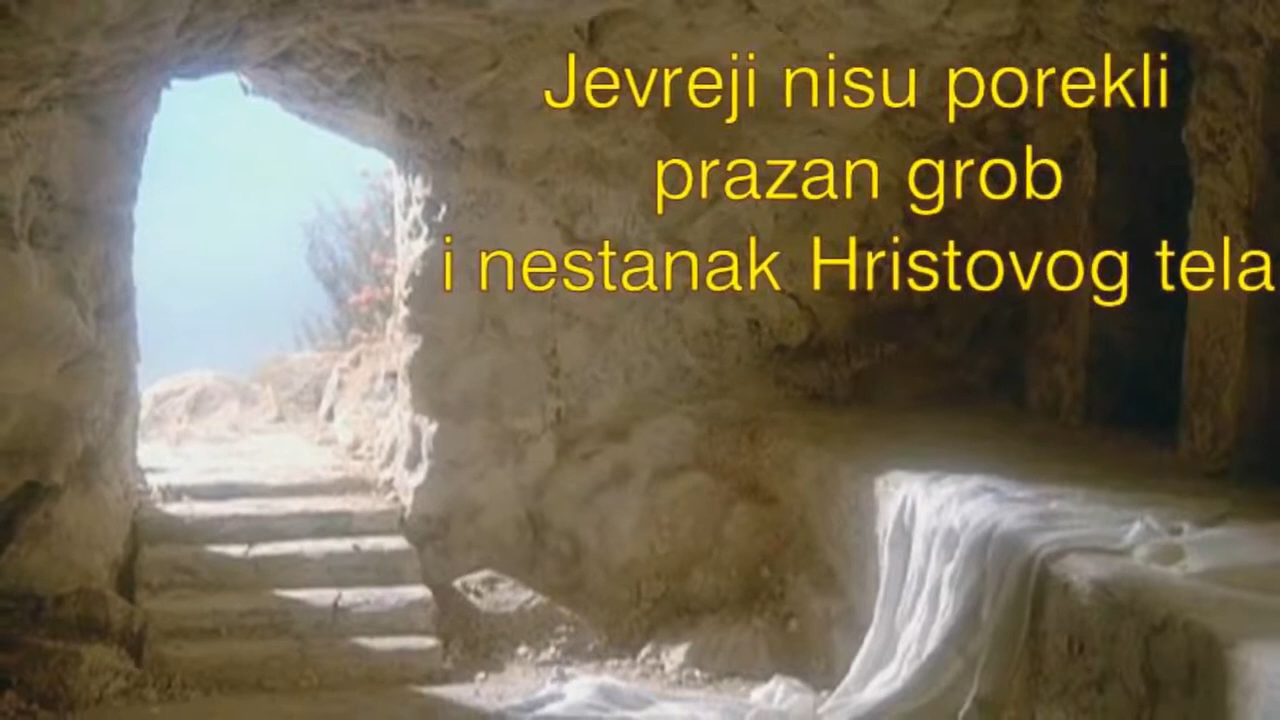 Jevreji nisu porekli
prazan grob
i nestanak Hristovog tela